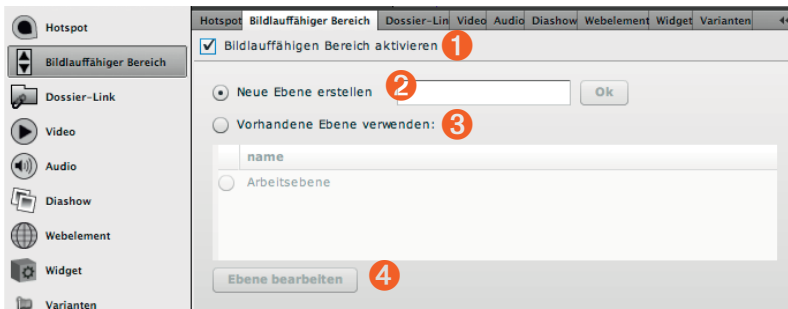 Hotspot
Bildlauffähiger Bereich
Dossier-Link
Video
Audio
Diashow
Webelement
Widget
Varianten
Hotspot Bildlauffähiger Bereich Dossier-Lin Video Audio Diashow Webelement Widget Varianten
Bildlauffähigen Bereich aktivieren 1
Neue Ebene erstellen 2 Ok
Vorhandene Ebene verwenden: 3
name
Arbeitsebene
Ebene bearbeiten 4